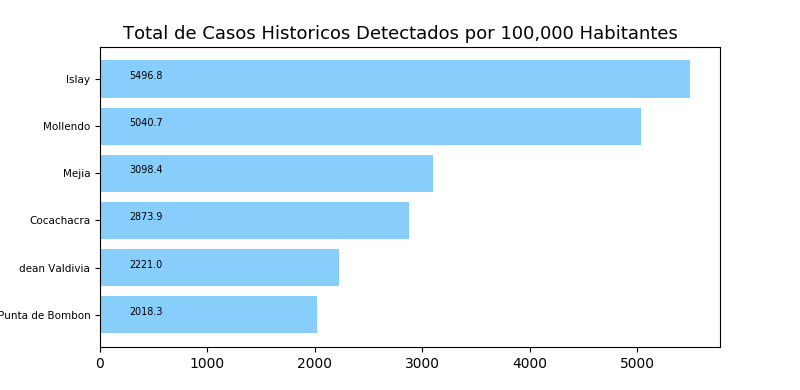 Total de Casos Historicos Detectados por 100,000 Habitantes
Islay 5496.8
Mollendo 5040.7
Mejia 3098.4
Cocachacra 2873.9
dean Valdivia 2221.0
Punta de Bombon 2018.3
0 1000 2000 3000 4000 5000